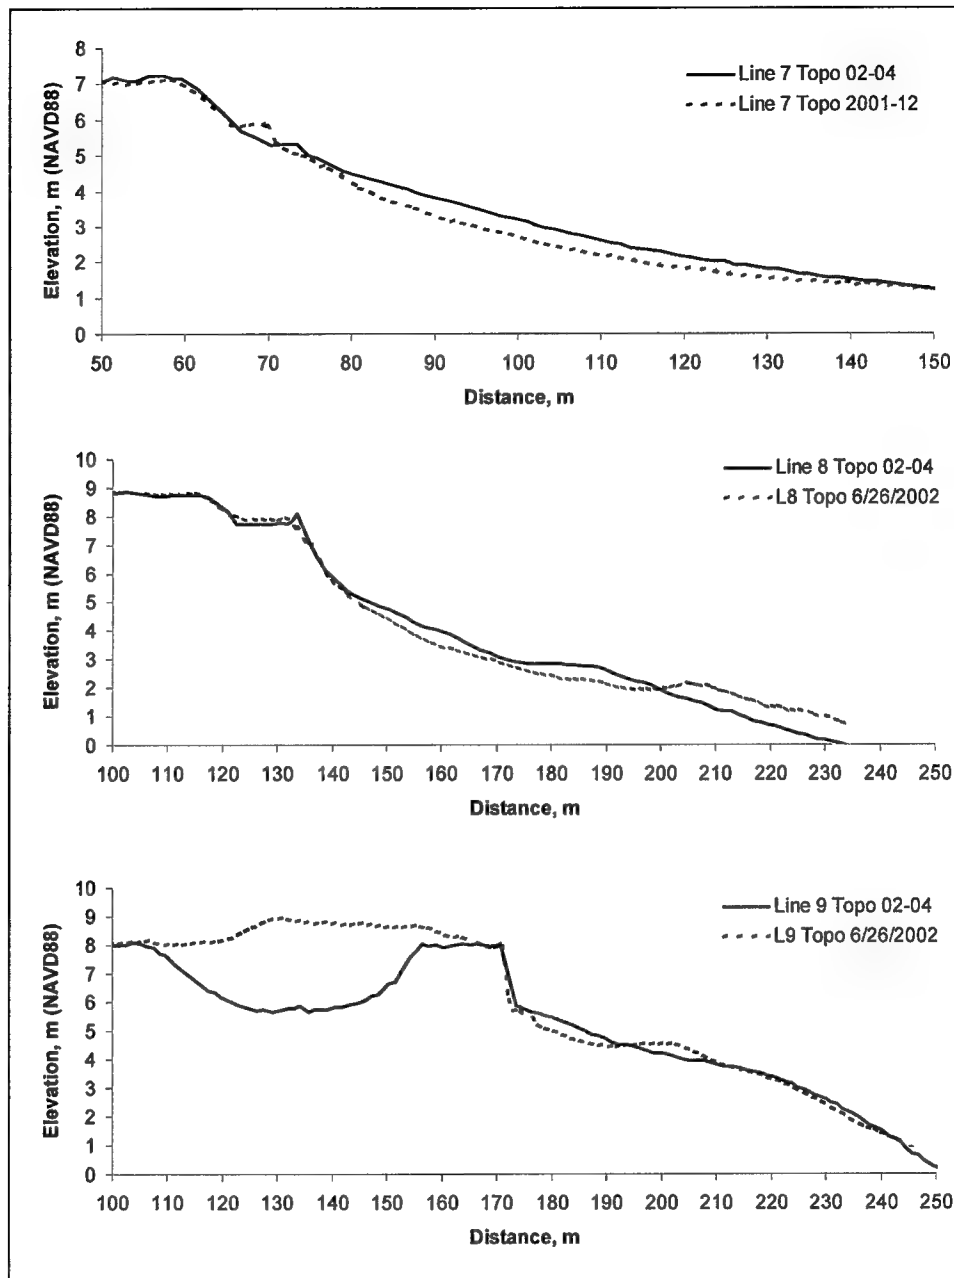 8
7
6
5
4
3
2
1
0
Elevation, m (NAVD88)
Line 7 Topo 02-04
Line 7 Topo 2001-12
50 60 70 80 90 100 110 120 130 140 150
Distance, m
10
9
8
7
6
5
4
3
2
1
0
Elevation, m (NAVD88)
Line 8 Topo 02-04
L8 Topo 6/26/2002
100 110 120 130 140 150 160 170 180 190 200 210 220 230 240 250
Distance, m
10
9
8
7
6
5
4
3
2
1
0
Elevation, m (NAVD88)
Line 9 Topo 02-04
L9 Topo 6/26/2002
100 110 120 130 140 150 160 170 180 190 200 210 220 230 240 250
Distance, m